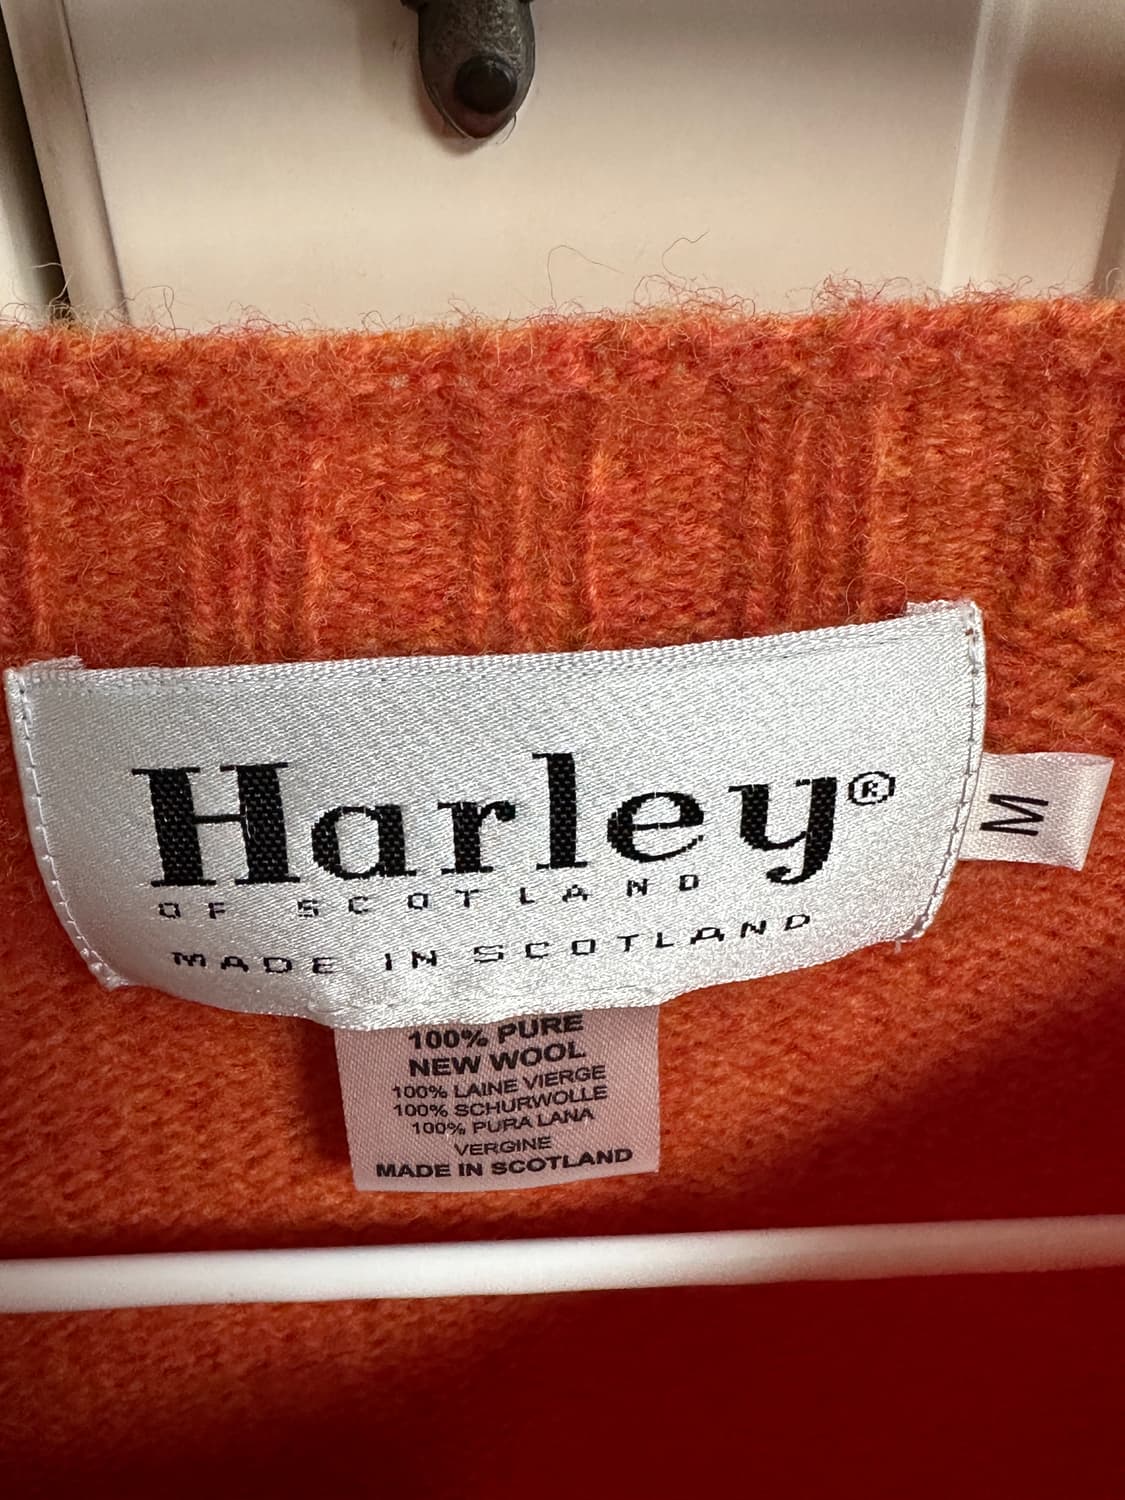 Harley®
OF SCOTLAND
MADE IN SCOTLAND
M
100% PURE
NEW WOOL
100% LAINE VIERGE
100% SCHURWOLLE
100% PURA LANA
VERGINE
MADE IN SCOTLAND